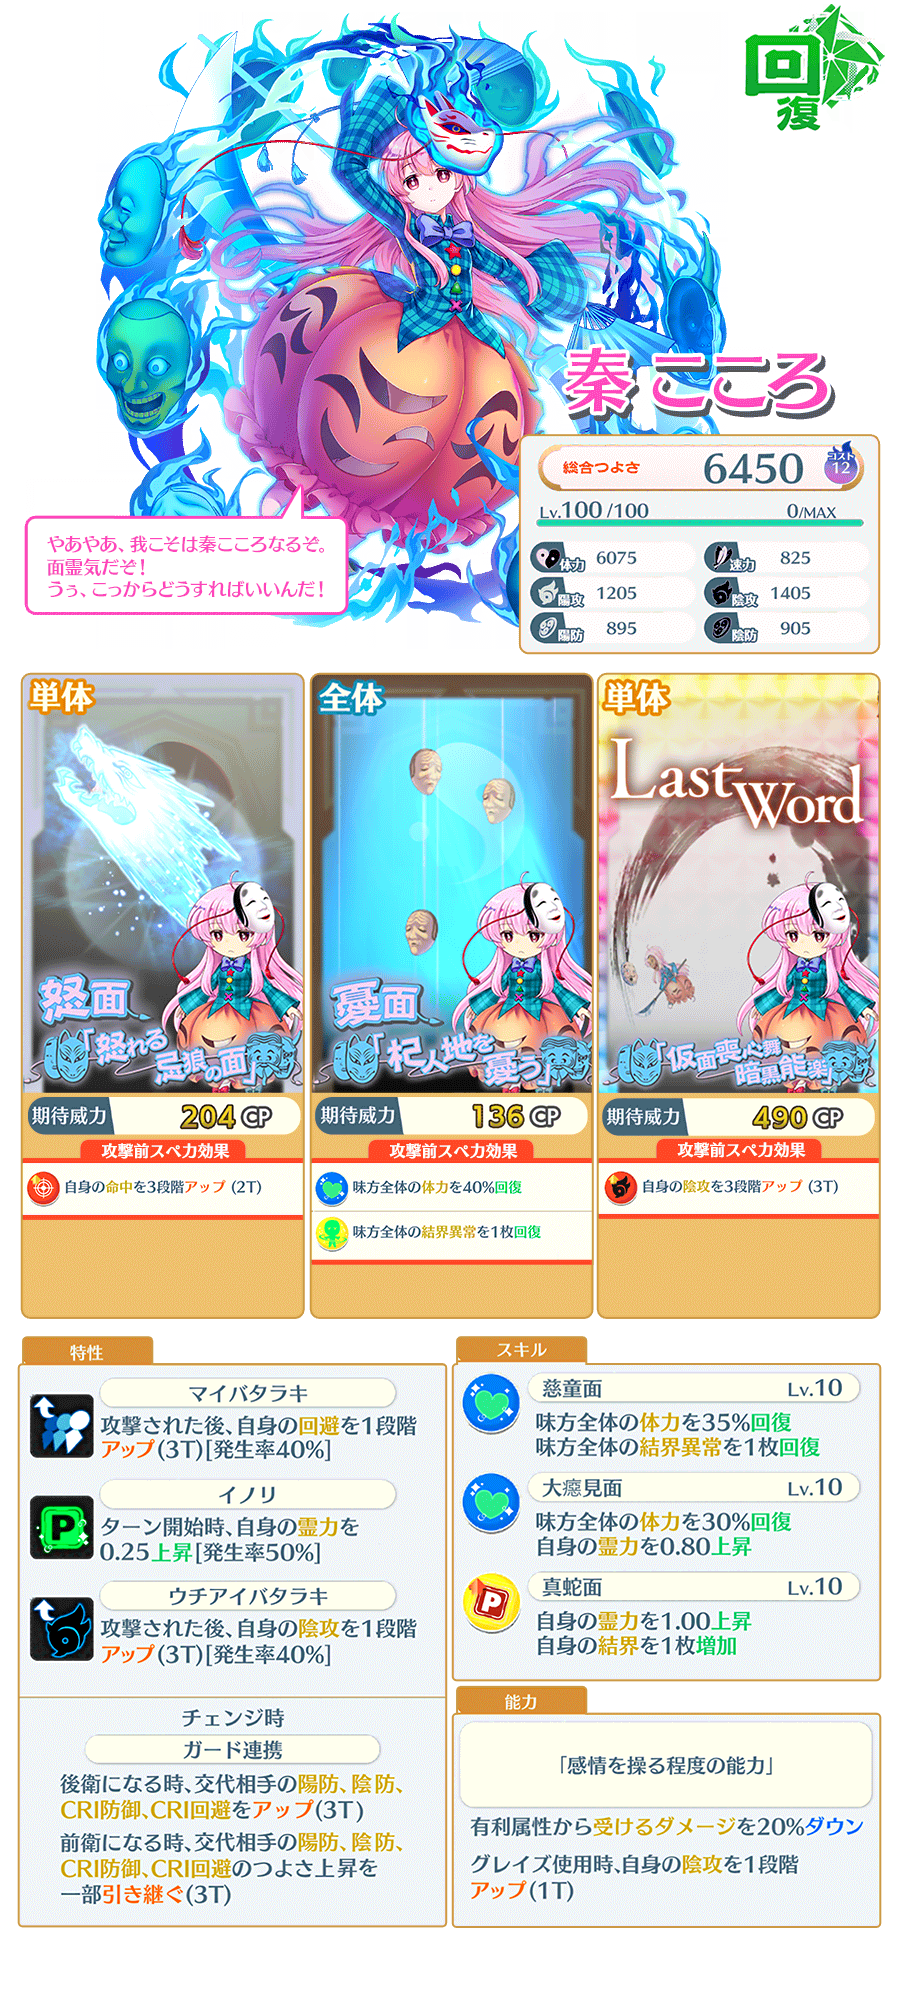 回復
秦 こころ
総合つよさ 6450 コスト 12
Lv.100 /100 0/MAX
体力 6075 速力 825
陽攻 1205 陰攻 1405
陽防 895 陰防 905
やあやあ、我こそは秦こころなるぞ。
面霊気だぞ!
うぅ、こっからどうすればいいんだ!
単体
怒面
「怒れる
忌狼の面」
期待威力 204 CP
攻撃前スペカ効果
自身の命中を3段階アップ (2T)
全体
憂面
「杞人地を
憂う」
期待威力 136 CP
攻撃前スペカ効果
味方全体の体力を40%回復
味方全体の結界異常を1枚回復
単体
Last
Word
「仮面喪心舞
暗黒能楽」
期待威力 490 CP
攻撃前スペカ効果
自身の陰攻を3段階アップ (3T)
特性
マイバタラキ
攻撃された後、自身の回避を1段階
アップ(3T)[発生率40%]
P
イノリ
ターン開始時、自身の霊力を
0.25上昇[発生率50%]
ウチアイバタラキ
攻撃された後、自身の陰攻を1段階
アップ(3T)[発生率40%]
チェンジ時
ガード連携
後衛になる時、交代相手の陽防、陰防、
CRI防御、CRI回避をアップ(3T)
前衛になる時、交代相手の陽防、陰防、
CRI防御、CRI回避のつよさ上昇を
一部引き継ぐ(3T)
スキル
慈童面 Lv.10
味方全体の体力を35%回復
味方全体の結界異常を1枚回復
大癋見面 Lv.10
味方全体の体力を30%回復
自身の霊力を0.80上昇
P
真蛇面 Lv.10
自身の霊力を1.00上昇
自身の結界を1枚増加
能力
「感情を操る程度の能力」
有利属性から受けるダメージを20%ダウン
グレイズ使用時、自身の陰攻を1段階
アップ(1T)